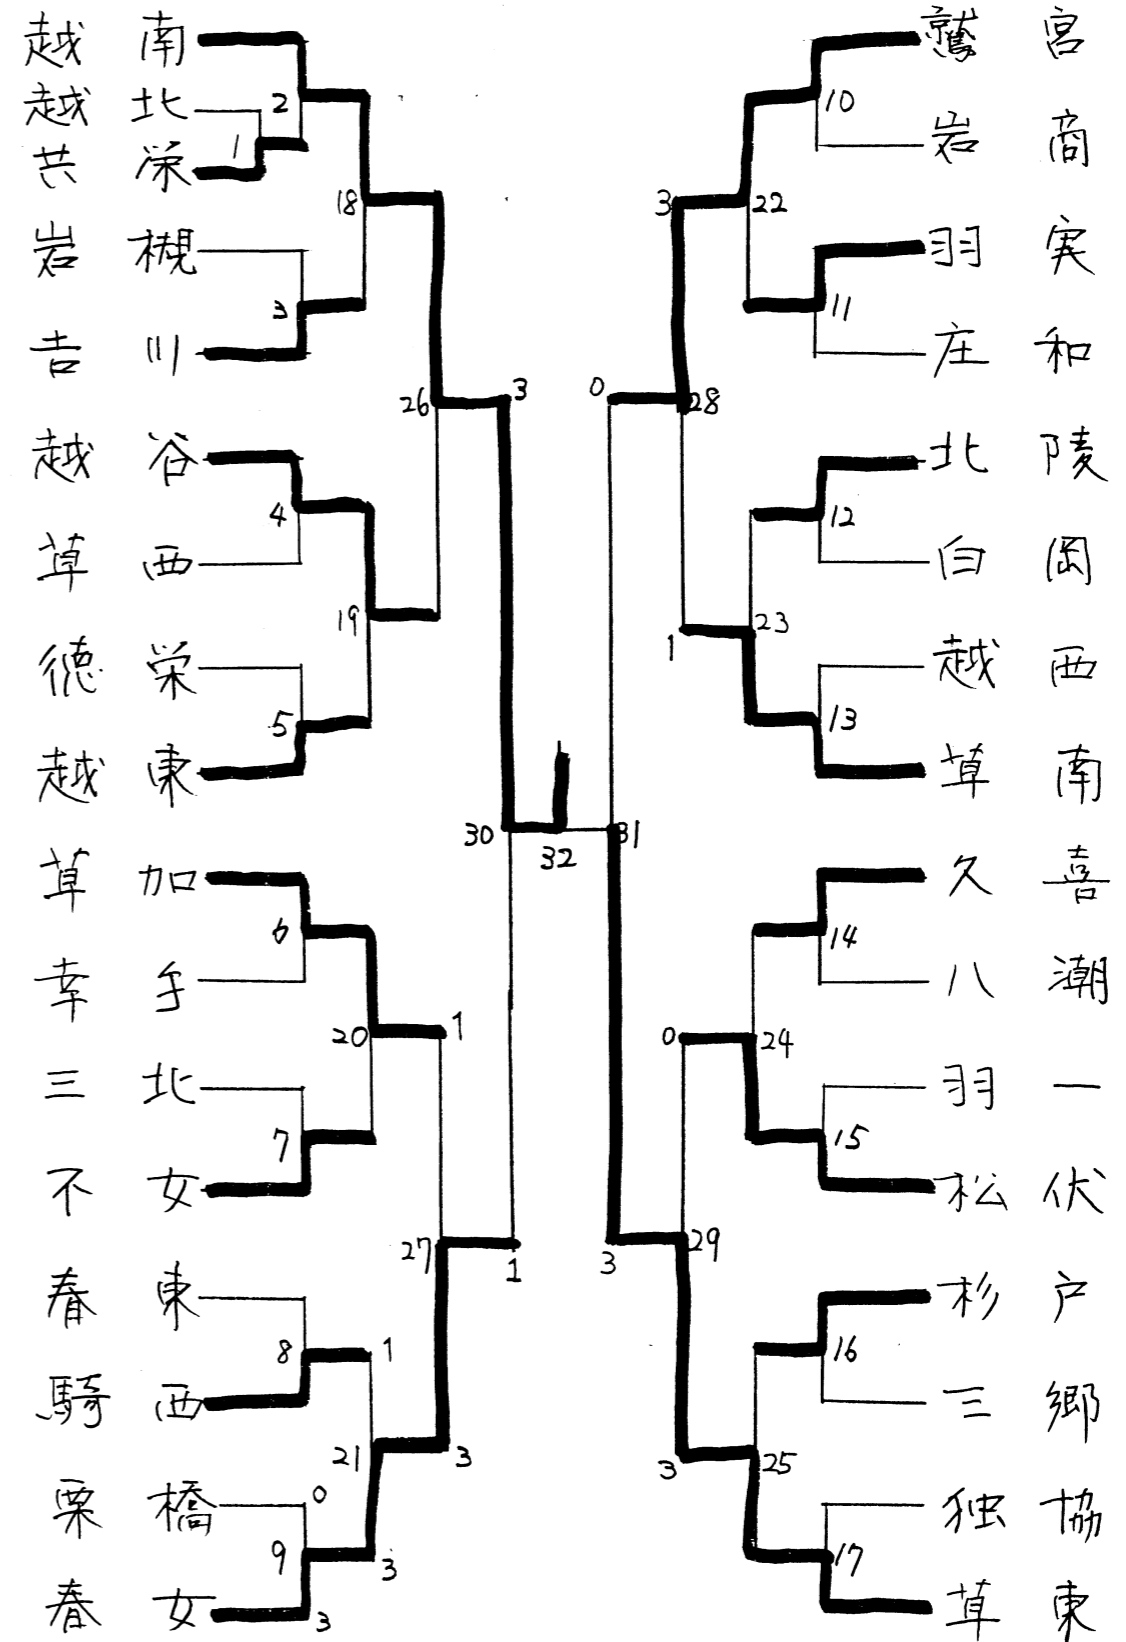 越南
越北
共栄
岩槻
吉川
越谷
草西
徳栄
越東
草加
幸手
三北
不女
春東
騎西
栗橋
春女
1
2
3
4
5
6
7
8
9
18
19
20
21
26
27
30
32
31
3
1
1
1
3
0
3
3
鷲宮
岩商
羽実
庄和
北陵
白岡
越西
草南
久喜
八潮
羽一
松伏
杉戸
三郷
独協
草東
10
11
12
13
14
15
16
17
22
23
24
25
28
29
3
0
1
0
3
3